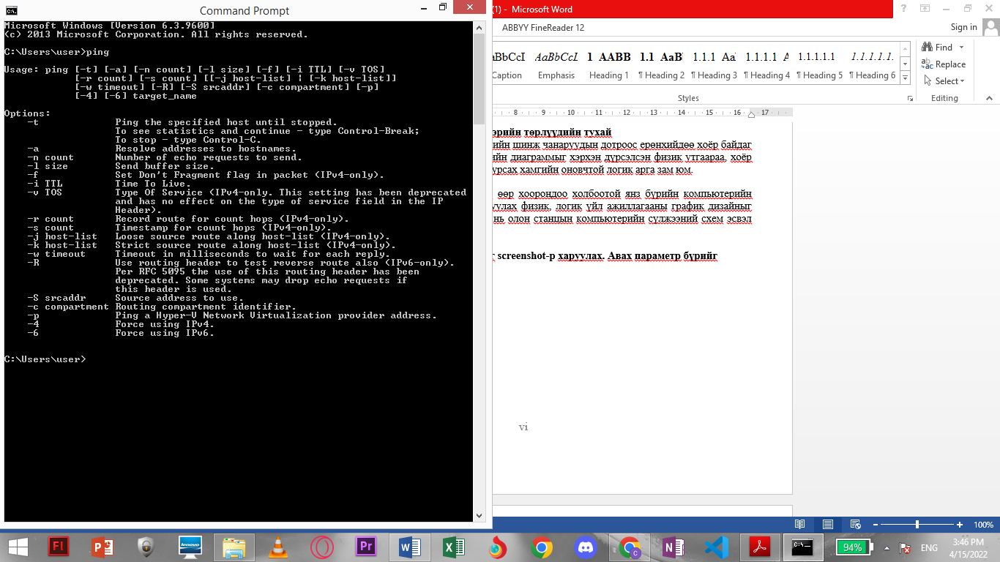 Command Prompt
Microsoft Windows [Version 6.3.9600]
(c) 2013 Microsoft Corporation. All rights reserved.
C:\Users\user>ping
Usage: ping [-t] [-a] [-n count] [-l size] [-f] [-i TTL] [-v TOS]
[-r count] [-s count] [[-j host-list] | [-k host-list]]
[-w timeout] [-R] [-S srcaddr] [-c compartment] [-p]
[-4] [-6] target_name
Options:
-t Ping the specified host until stopped.
To see statistics and continue - type Control-Break;
To stop - type Control-C.
-a Resolve addresses to hostnames.
-n count Number of echo requests to send.
-l size Send buffer size.
-f Set Don't Fragment flag in packet (IPv4-only).
-i TTL Time To Live.
-v TOS Type Of Service (IPv4-only. This setting has been deprecated
and has no effect on the type of service field in the IP
Header).
-r count Record route for count hops (IPv4-only).
-s count Timestamp for count hops (IPv4-only).
-j host-list Loose source route along host-list (IPv4-only).
-k host-list Strict source route along host-list (IPv4-only).
-w timeout Timeout in milliseconds to wait for each reply.
-R Use routing header to test reverse route also (IPv6-only).
Per RFC 5095 the use of this routing header has been
deprecated. Some systems may drop echo requests if
this header is used.
-S srcaddr Source address to use.
-c compartment Routing compartment identifier.
-p Ping a Hyper-V Network Virtualization provider address.
-4 Force using IPv4.
-6 Force using IPv6.
C:\Users\user>
(1) - Microsoft Word
ABBYY FineReader 12
Sign in
AaBbCcI AaBbCcL 1 AABB 1.1 AaB 1.1.1 Aa 1.1.1.1 A 1.1.1.1.1 1.1.1.1.1.
Caption Emphasis Heading 1 ¶ Heading 2 ¶ Heading 3 ¶ Heading 4 ¶ Heading 5 ¶ Heading 6
Styles
Find
Replace
Select
Editing
8 9 10 11 12 13 14 15 16 17
төрлүүдийн тухай
шинж чанаруудын дотроос ерөнхийдөө хоёр байдаг
диаграммыг хэрхэн дүрсэлсэн физик утгаараа, хоёр
хамгийн оновчтой логик арга зам юм.
өөр хоорондоо холбоотой янз бүрийн компьютерийн
физик, логик үйл ажиллагааны график дизайныг
нь олон станцын компьютерийн сүлжээний схем эсвэл
screenshot-р харуулах. Авах параметр бүрийг
vi
100%
94%
ENG
3:46 PM
4/15/2022